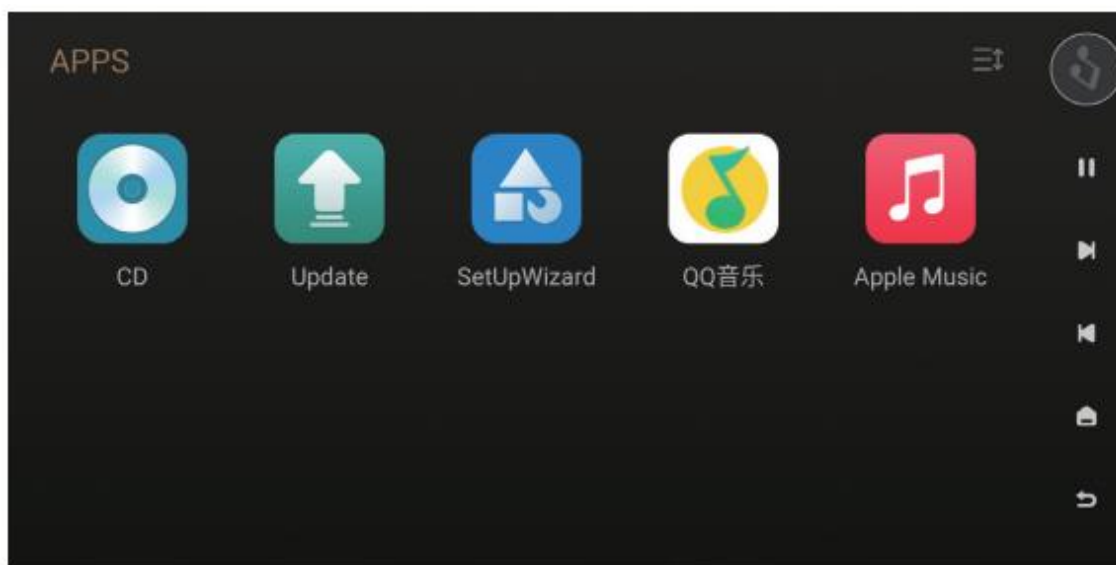 APPS
CD
Update
SetUpWizard
QQ音乐
Apple Music